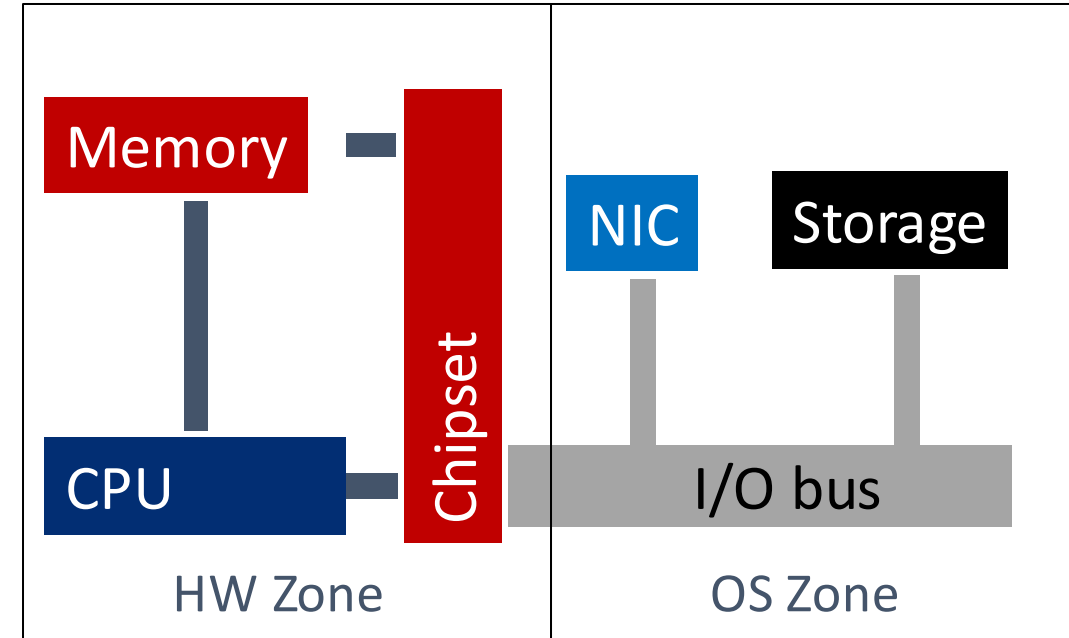 Memory
Chipset
CPU
HW Zone
NIC
Storage
I/O bus
OS Zone